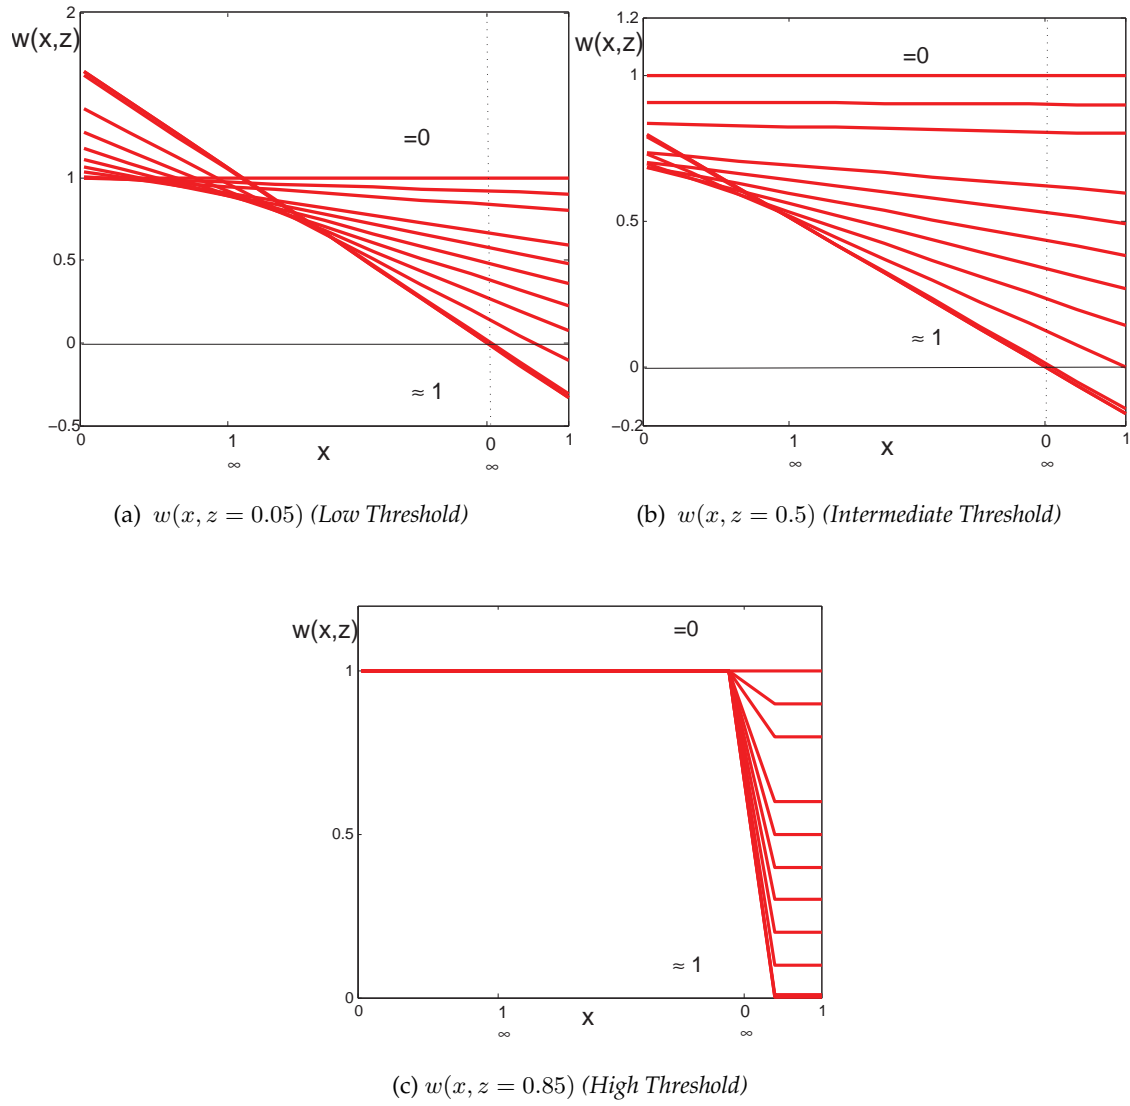 2
w(x,z)
=0
1
0.5
0
≈ 1
−0.5
0 1 0 1
∞ x ∞
(a) w(x, z = 0.05) (Low Threshold)
1.2
w(x,z)
=0
1
0.5
≈ 1
0
−0.2
0 1 0 1
∞ x ∞
(b) w(x, z = 0.5) (Intermediate Threshold)
w(x,z)
=0
1
0.5
≈ 1
0
0 1 0 1
∞ x ∞
(c) w(x, z = 0.85) (High Threshold)